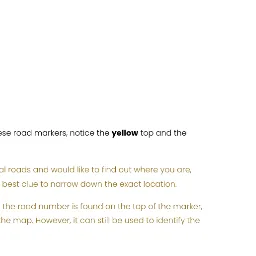 ese road markers, notice the yellow top and the
al roads and would like to find out where you are,
best clue to narrow down the exact location.
the road number is found on the top of the marker,
he map. However, it can still be used to identify the